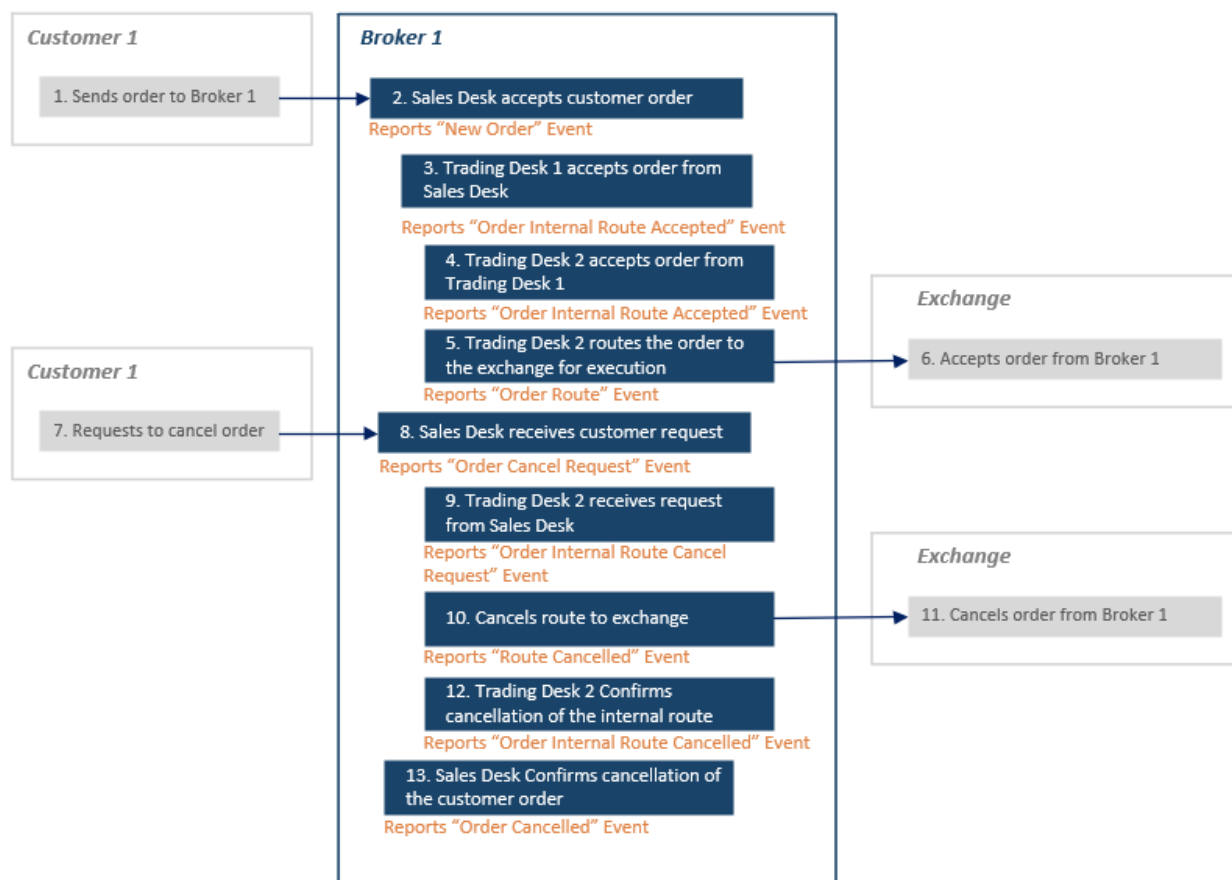 Customer 1
Broker 1
1. Sends order to Broker 1
2. Sales Desk accepts customer order
Reports “New Order” Event
3. Trading Desk 1 accepts order from
Sales Desk
Reports “Order Internal Route Accepted” Event
4. Trading Desk 2 accepts order from
Trading Desk 1
Reports “Order Internal Route Accepted” Event
Exchange
5. Trading Desk 2 routes the order to
the exchange for execution
6. Accepts order from Broker 1
Reports “Order Route” Event
Customer 1
7. Requests to cancel order
8. Sales Desk receives customer request
Reports “Order Cancel Request” Event
9. Trading Desk 2 receives request
from Sales Desk
Reports “Order Internal Route Cancel
Request” Event
Exchange
10. Cancels route to exchange
11. Cancels order from Broker 1
Reports “Route Cancelled” Event
12. Trading Desk 2 Confirms
cancellation of the internal route
Reports “Order Internal Route Cancelled” Event
13. Sales Desk Confirms cancellation of
the customer order
Reports “Order Cancelled” Event